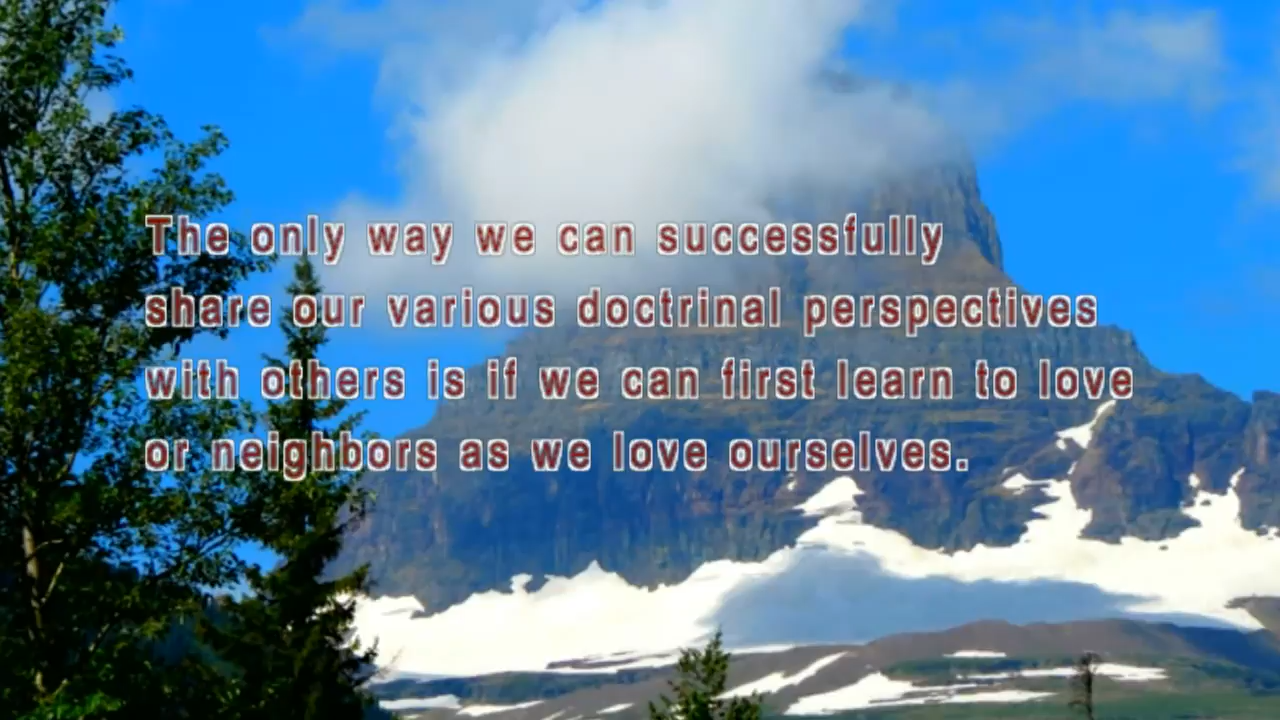 The only way we can successfully
share our various doctrinal perspectives
with others is if we can first learn to love
or neighbors as we love ourselves.